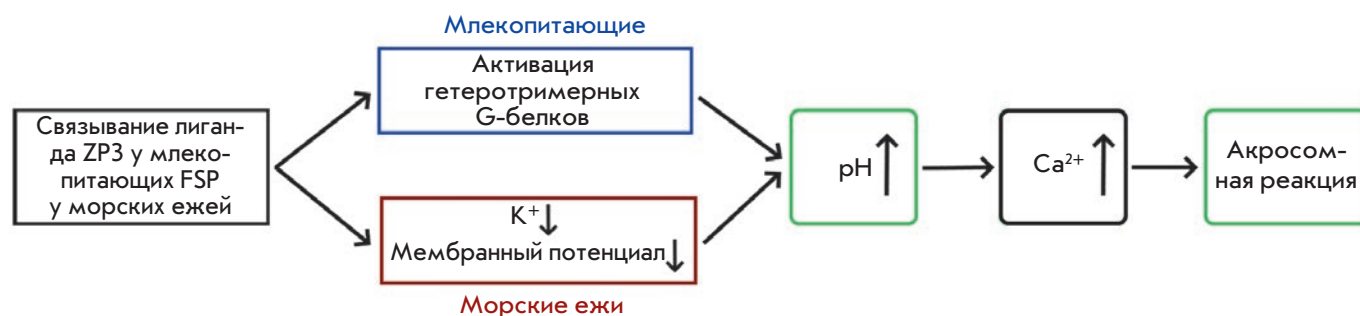 Млекопитающие
Активация
гетеротримерных
G-белков
Связывание лиган-
да ZP3 у млеко-
питающих FSP
у морских ежей
K⁺↓
Мембранный потенциал↓
Морские ежи
pH↑
Ca²⁺↑
Акросом-
ная реакция